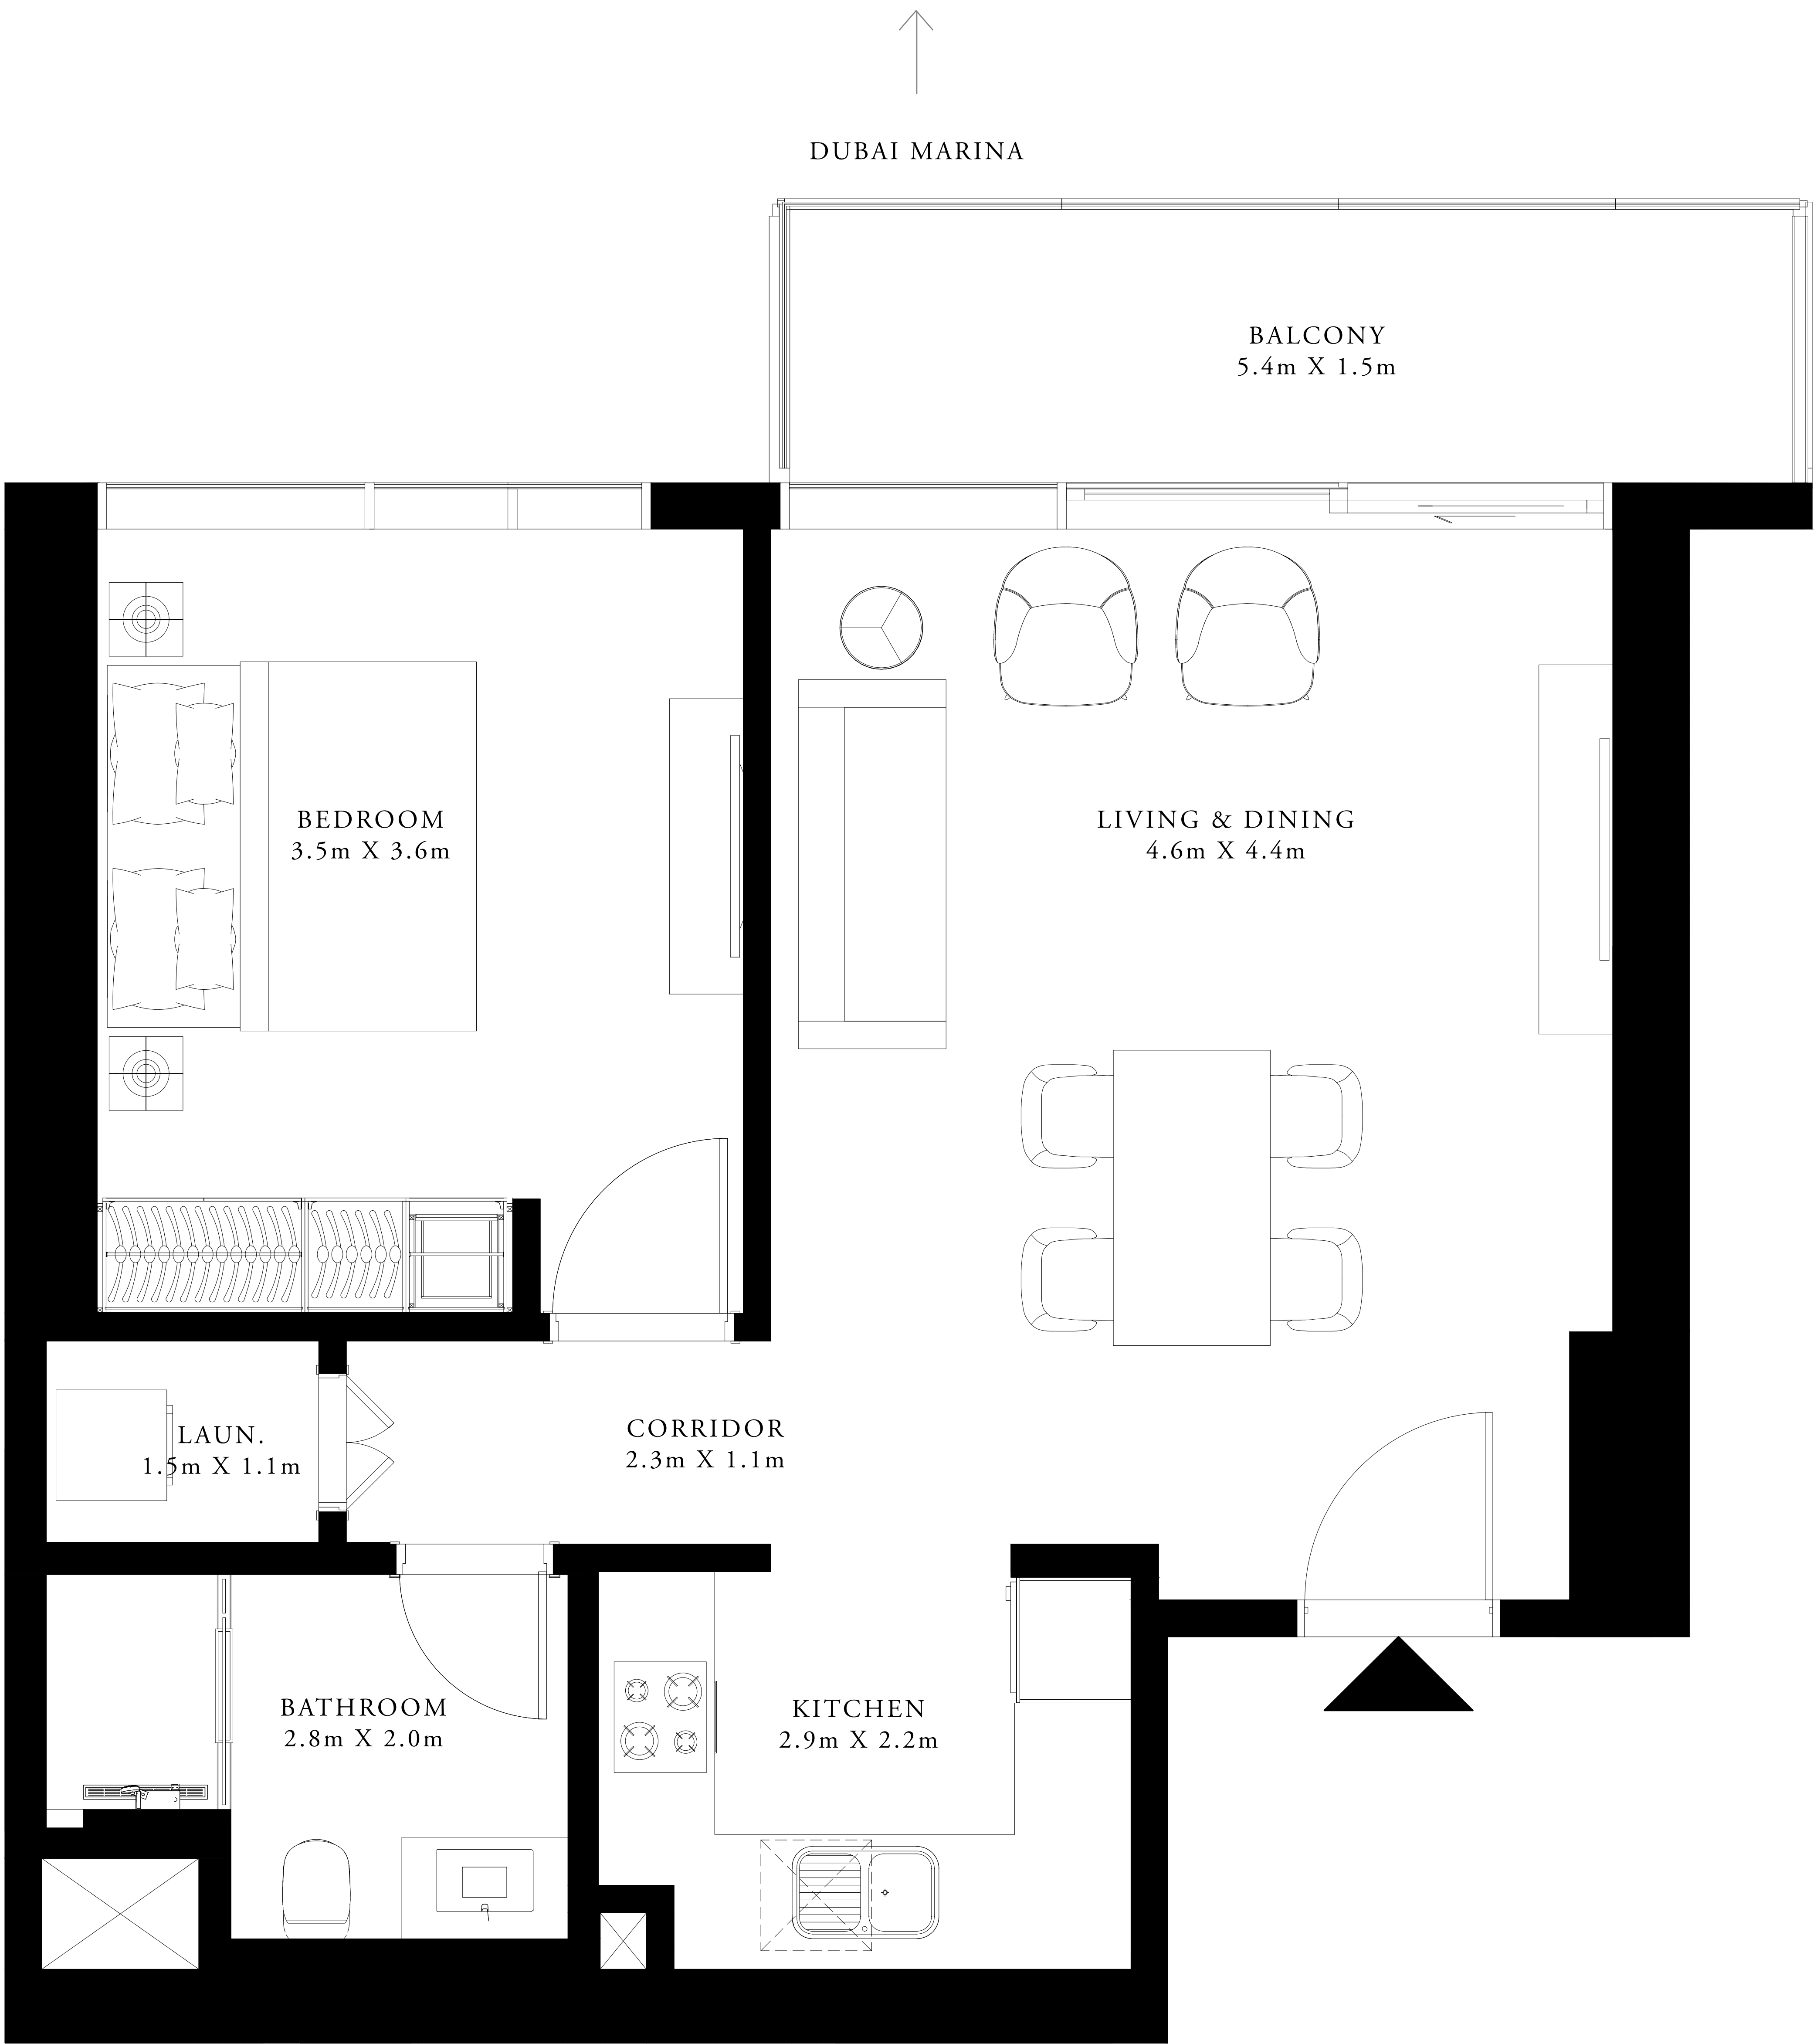 DUBAI MARINA
BALCONY
5.4m X 1.5m
BEDROOM
3.5m X 3.6m
LIVING & DINING
4.6m X 4.4m
LAUN.
1.5m X 1.1m
CORRIDOR
2.3m X 1.1m
BATHROOM
2.8m X 2.0m
KITCHEN
2.9m X 2.2m